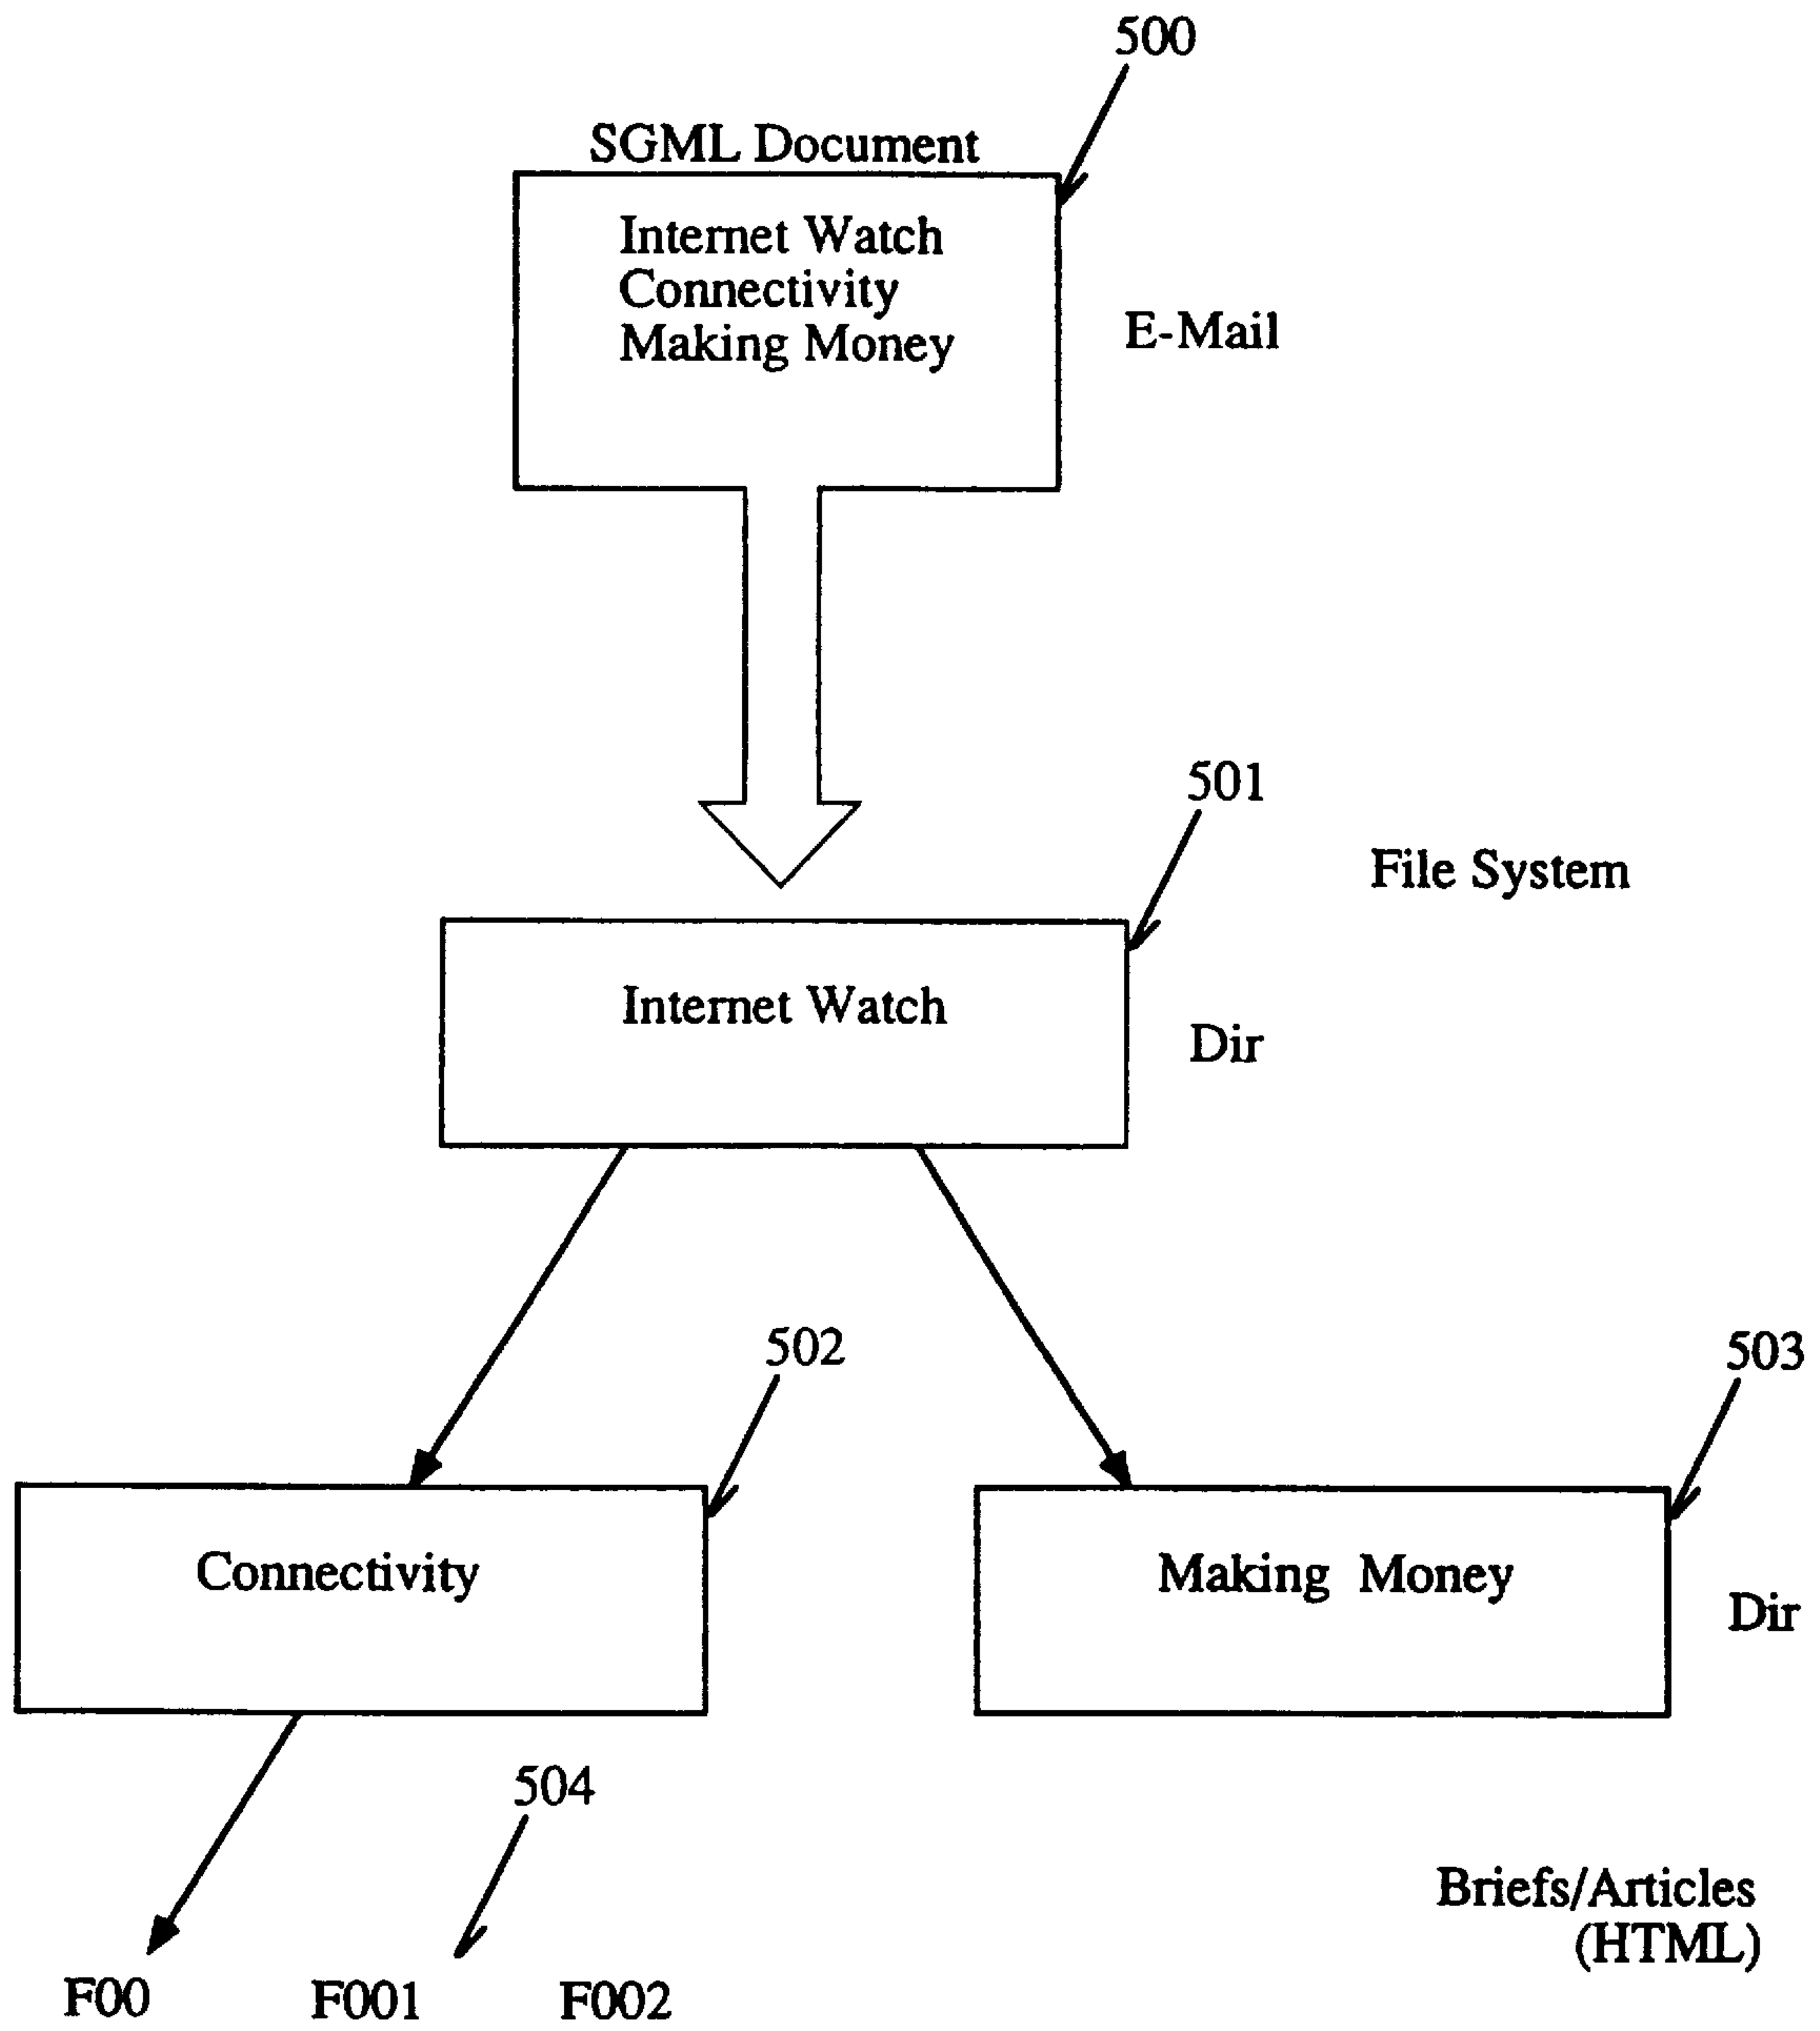 500
SGML Document
Internet Watch
Connectivity
Making Money
E-Mail
501
File System
Internet Watch
Dir
502
503
Connectivity
Making Money
Dir
504
Briefs/Articles
(HTML)
F00
F001
F002